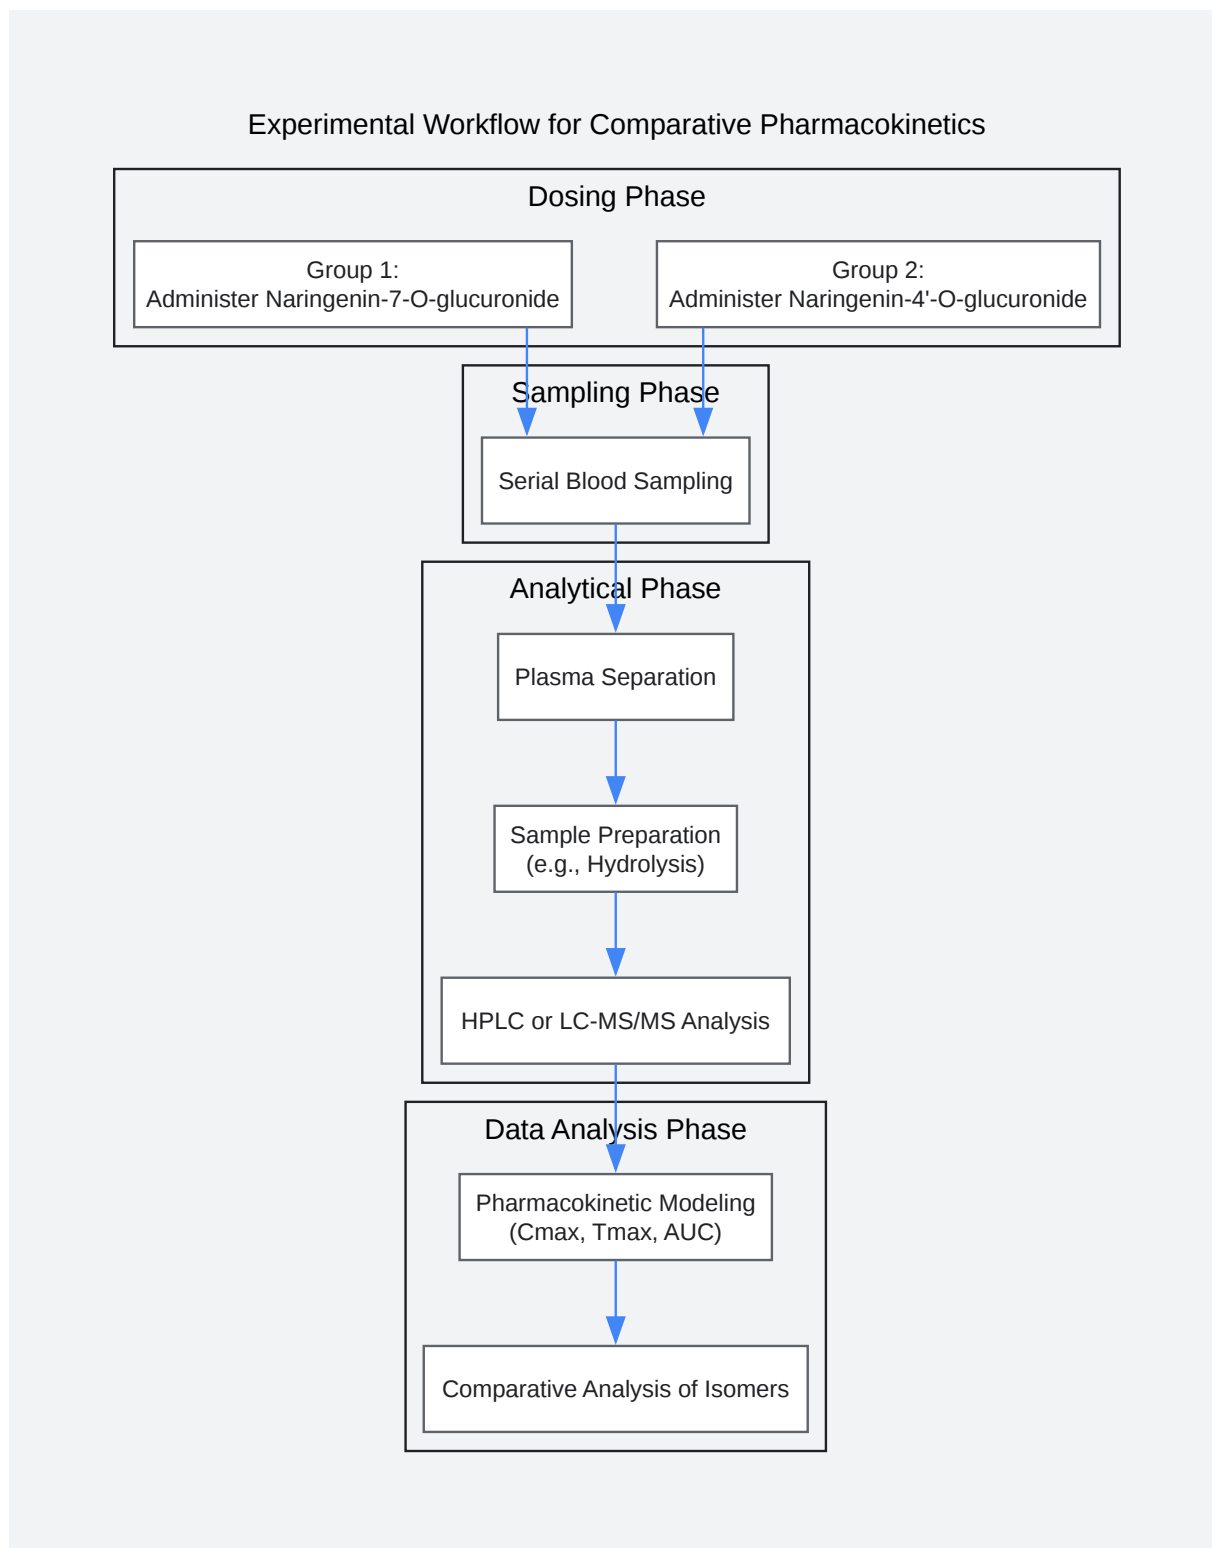 Experimental Workflow for Comparative Pharmacokinetics
Dosing Phase
Group 1:
Administer Naringenin-7-O-glucuronide
Group 2:
Administer Naringenin-4'-O-glucuronide
Sampling Phase
Serial Blood Sampling
Analytical Phase
Plasma Separation
Sample Preparation
(e.g., Hydrolysis)
HPLC or LC-MS/MS Analysis
Data Analysis Phase
Pharmacokinetic Modeling
(Cmax, Tmax, AUC)
Comparative Analysis of Isomers